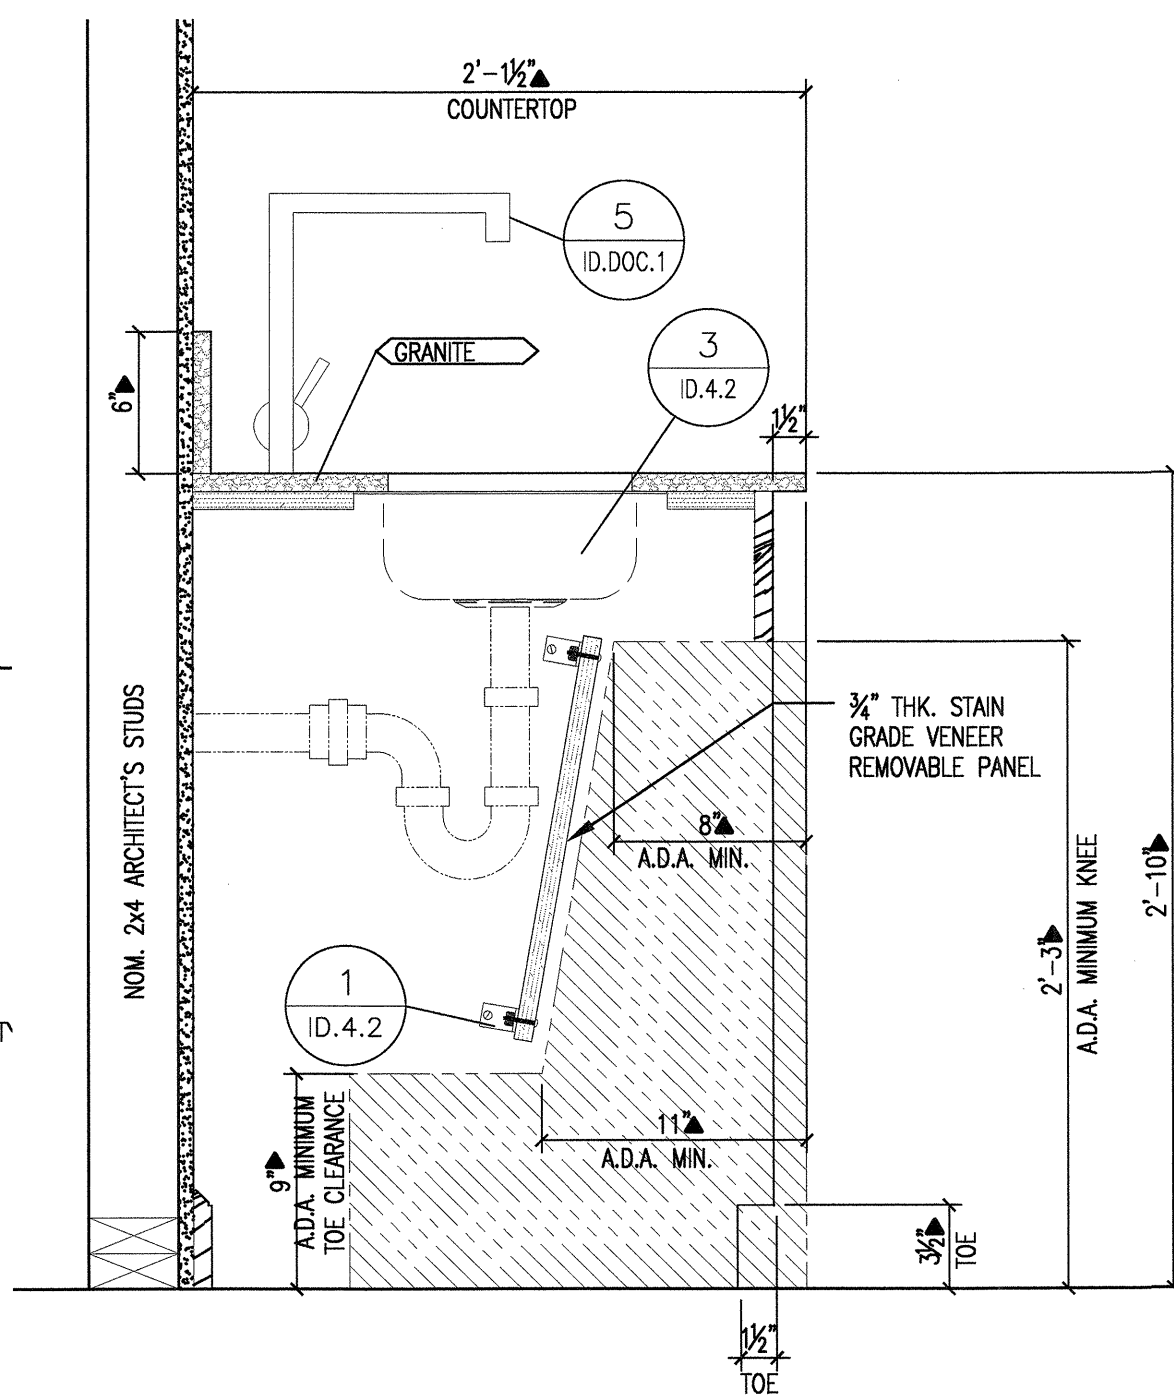 2'-1½"
COUNTERTOP
5
ID.DOC.1
GRANITE
3
ID.4.2
6"
1½"
NOM. 2x4 ARCHITECT'S STUDS
¾" THK. STAIN
GRADE VENEER
REMOVABLE PANEL
8"
A.D.A. MIN.
2'-3"
A.D.A. MINIMUM KNEE
2'-10"
1
ID.4.2
9"
A.D.A. MINIMUM
TOE CLEARANCE
11"
A.D.A. MIN.
3½"
TOE
1½"
TOE